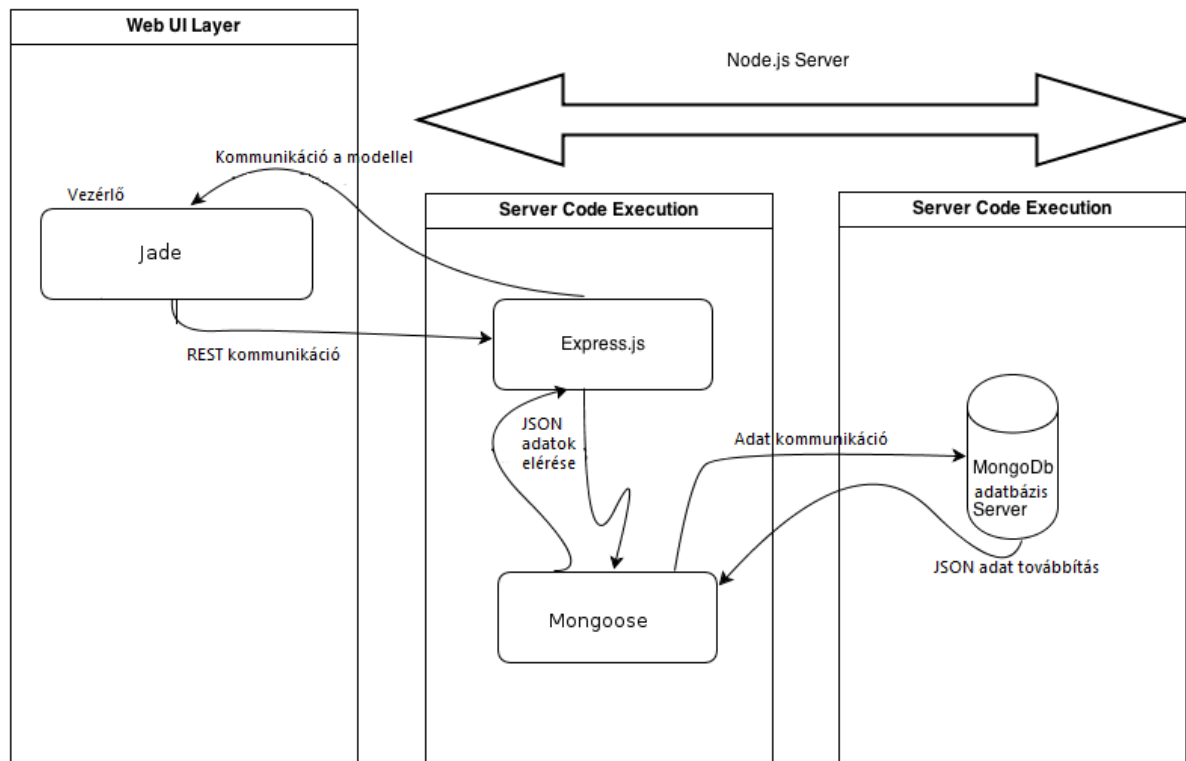 Web UI Layer
Node.js Server
Kommunikáció a modellel
Vezérlő
Jade
REST kommunikáció
Server Code Execution
Express.js
JSON
adatok
elérése
Mongoose
Server Code Execution
Adat kommunikáció
MongoDb
adatbázis
Server
JSON adat továbbítás